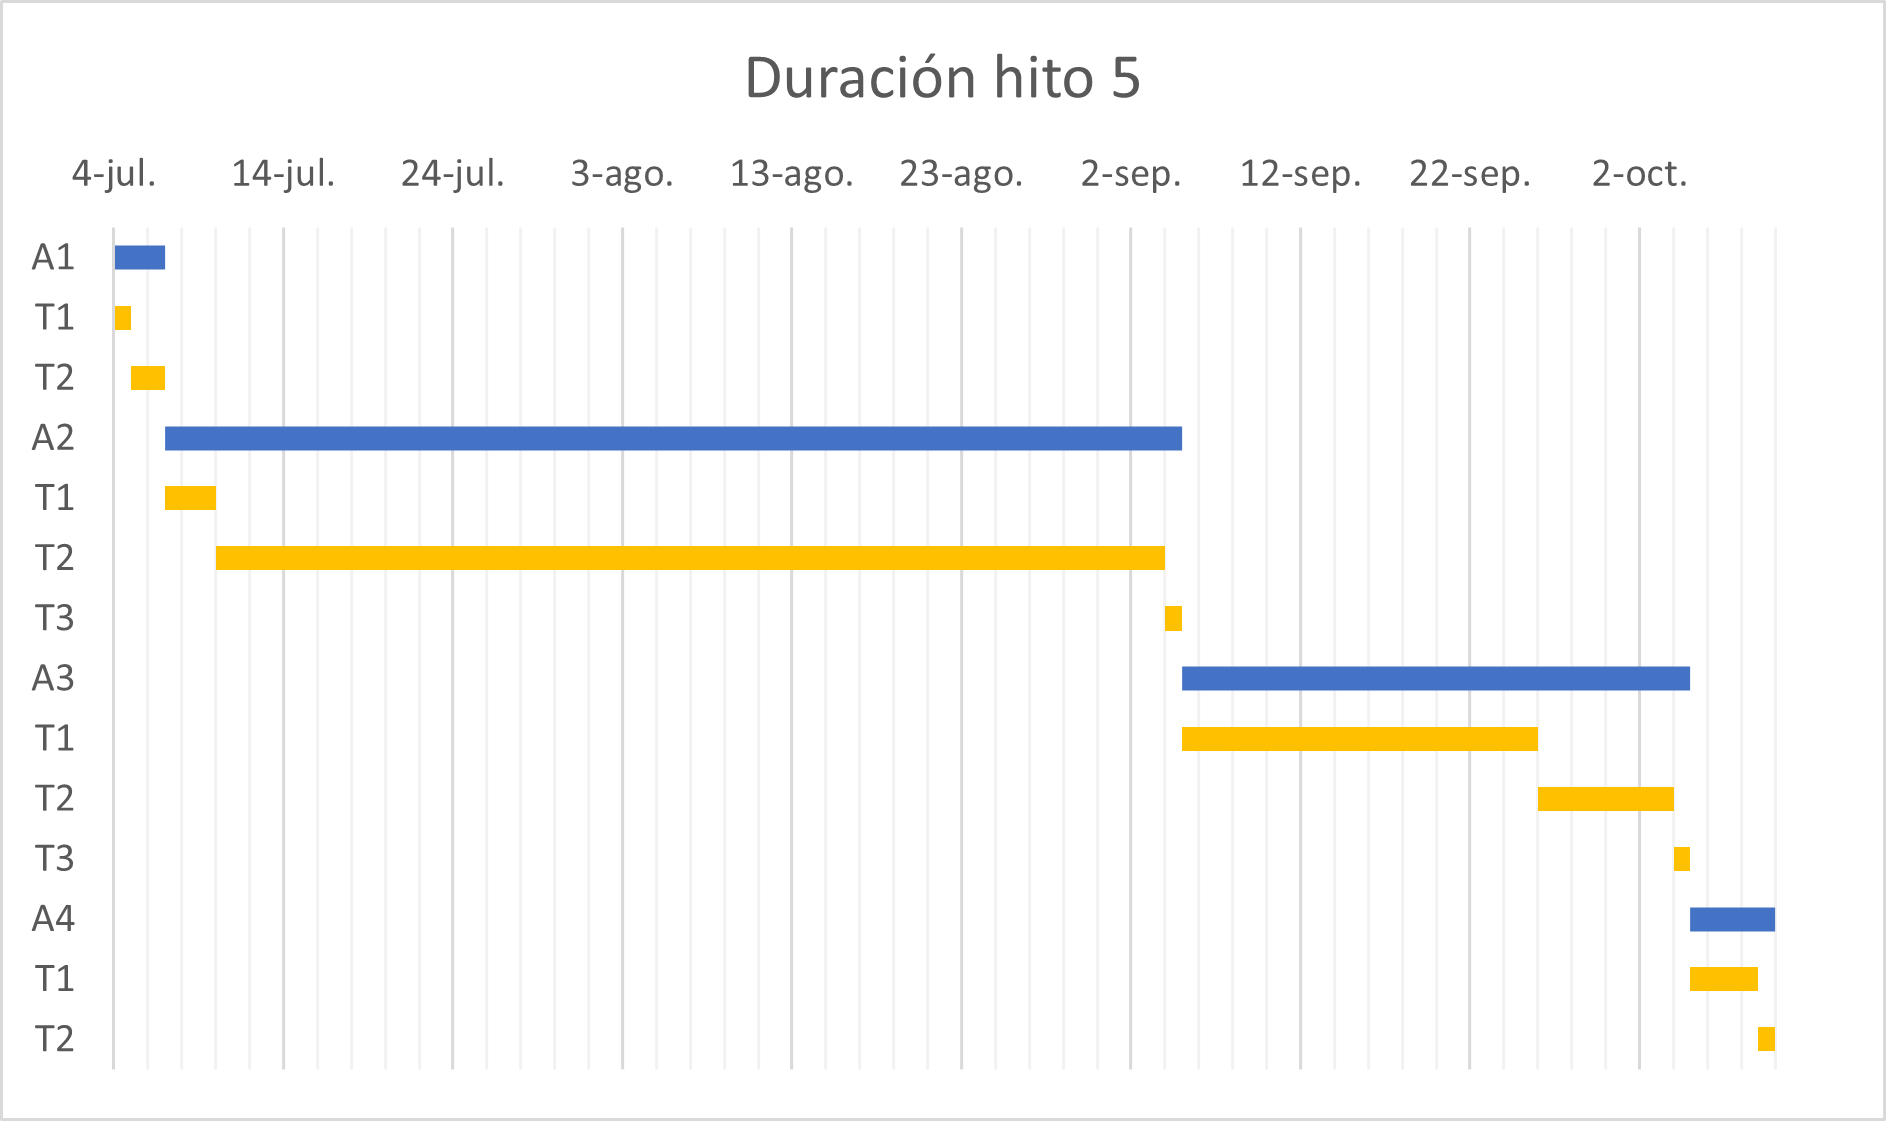 Duración hito 5
4-jul. 14-jul. 24-jul. 3-ago. 13-ago. 23-ago. 2-sep. 12-sep. 22-sep. 2-oct.
A1
T1
T2
A2
T1
T2
T3
A3
T1
T2
T3
A4
T1
T2